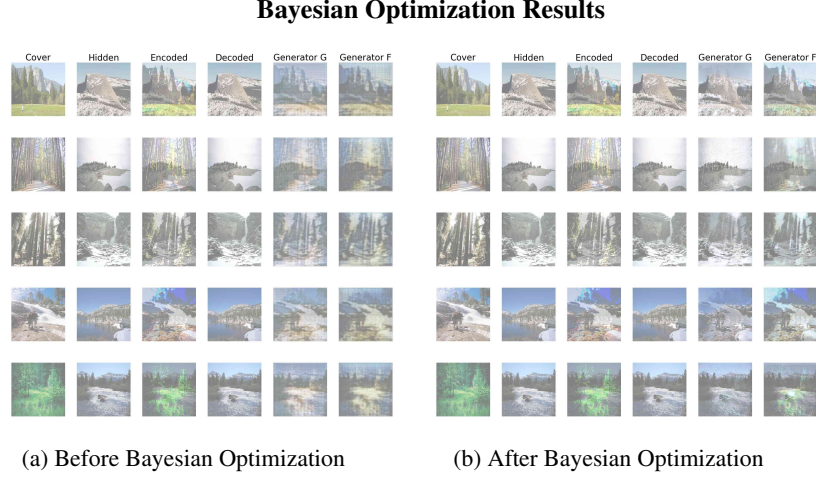 Bayesian Optimization Results
Cover Hidden Encoded Decoded Generator G Generator F
Cover Hidden Encoded Decoded Generator G Generator F
(a) Before Bayesian Optimization
(b) After Bayesian Optimization